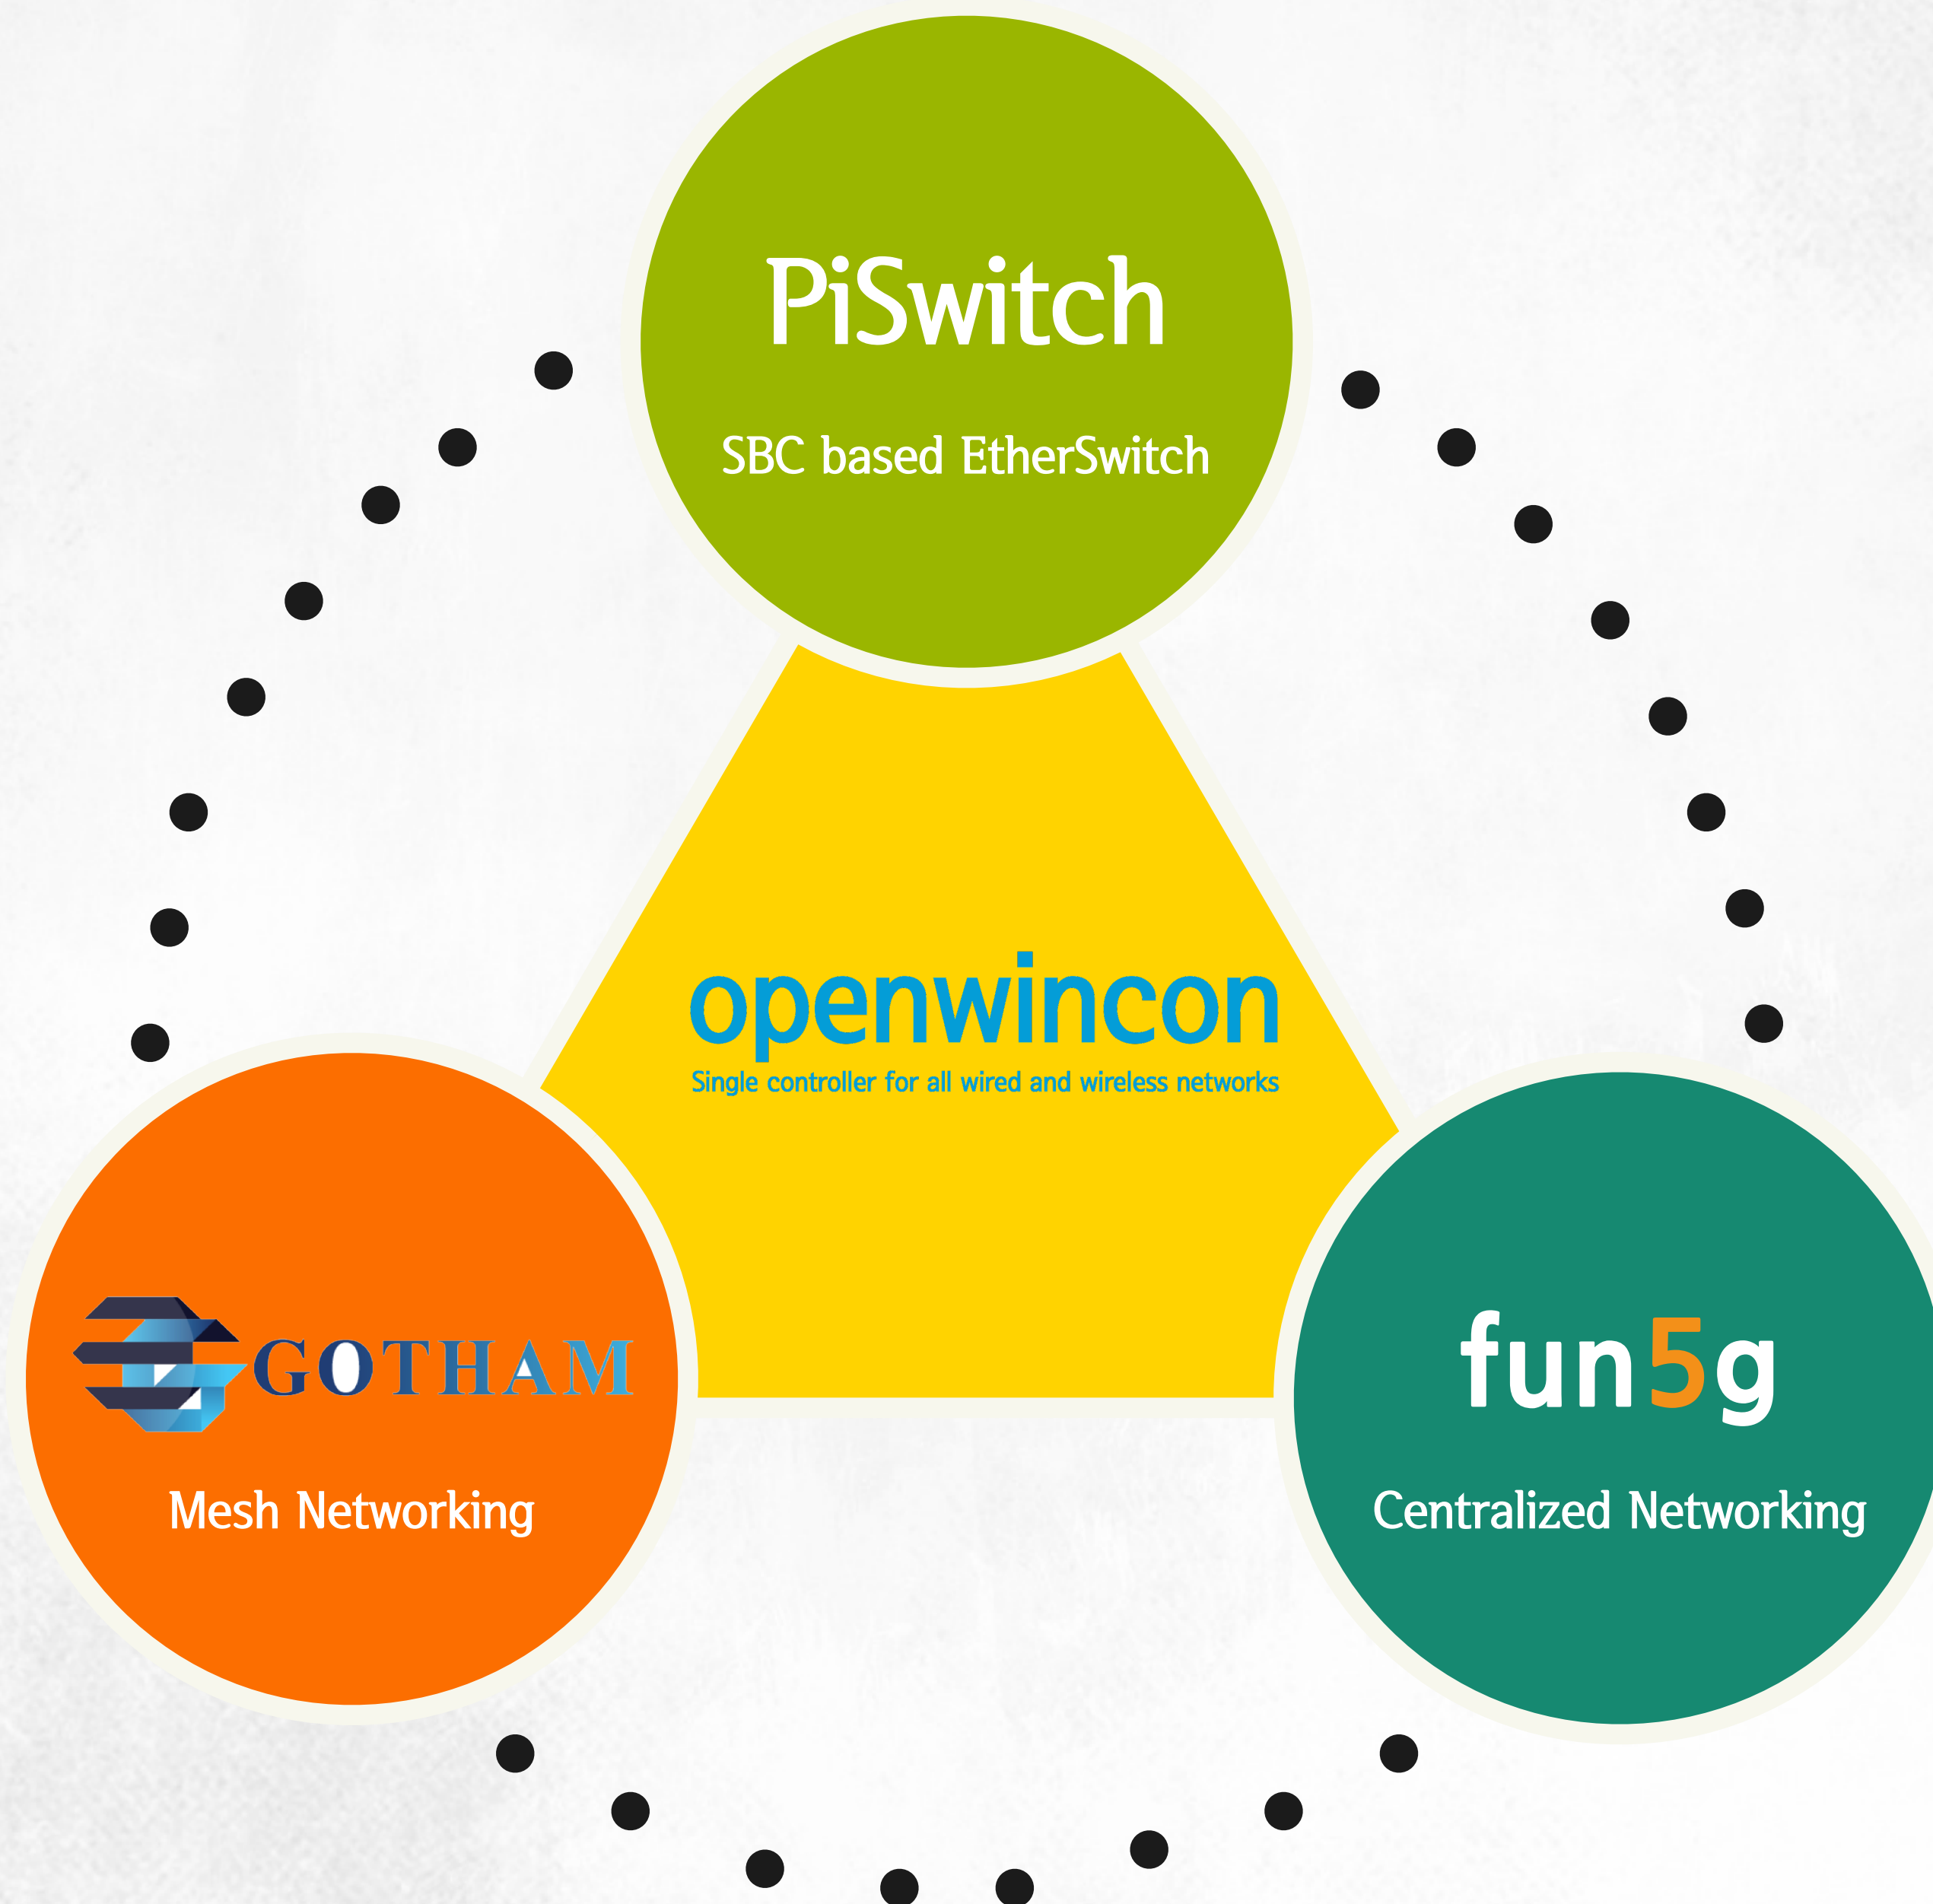 PiSwitch
SBC based EtherSwitch
openwincon
Single controller for all wired and wireless networks
GOTHAM
Mesh Networking
fun5g
Centralized Networking